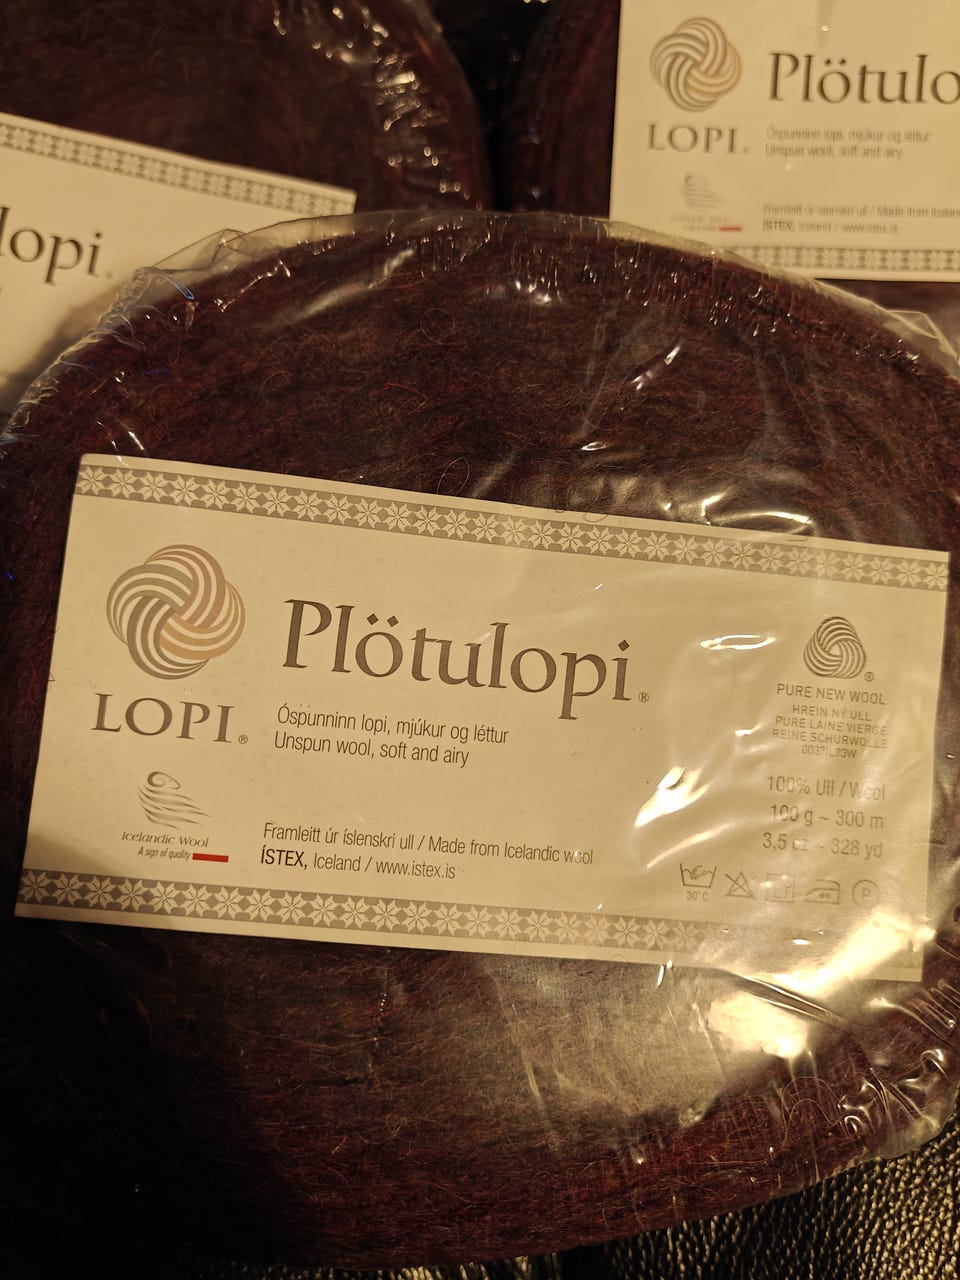 lopi.
Plötulo
LOPI.
Óspunninn lopi, mjúkur og léttur
Unspun wool, soft and airy
Framleitt úr íslenskri ull / Made from Icelan
ÍSTEX, Iceland / www.istex.is
Plötulopi®
LOPI®
Óspunninn lopi, mjúkur og léttur
Unspun wool, soft and airy
Icelandic Wool
A sign of quality
Framleitt úr íslenskri ull / Made from Icelandic wool
ÍSTEX, Iceland / www.istex.is
®
PURE NEW WOOL
HREIN NÝ ULL
PURE LAINE VIERGE
REINE SCHURWOLLE
0037IL93W
100% Ull / Wool
100 g ~ 300 m
3,5 oz ~ 328 yd
30°C
P